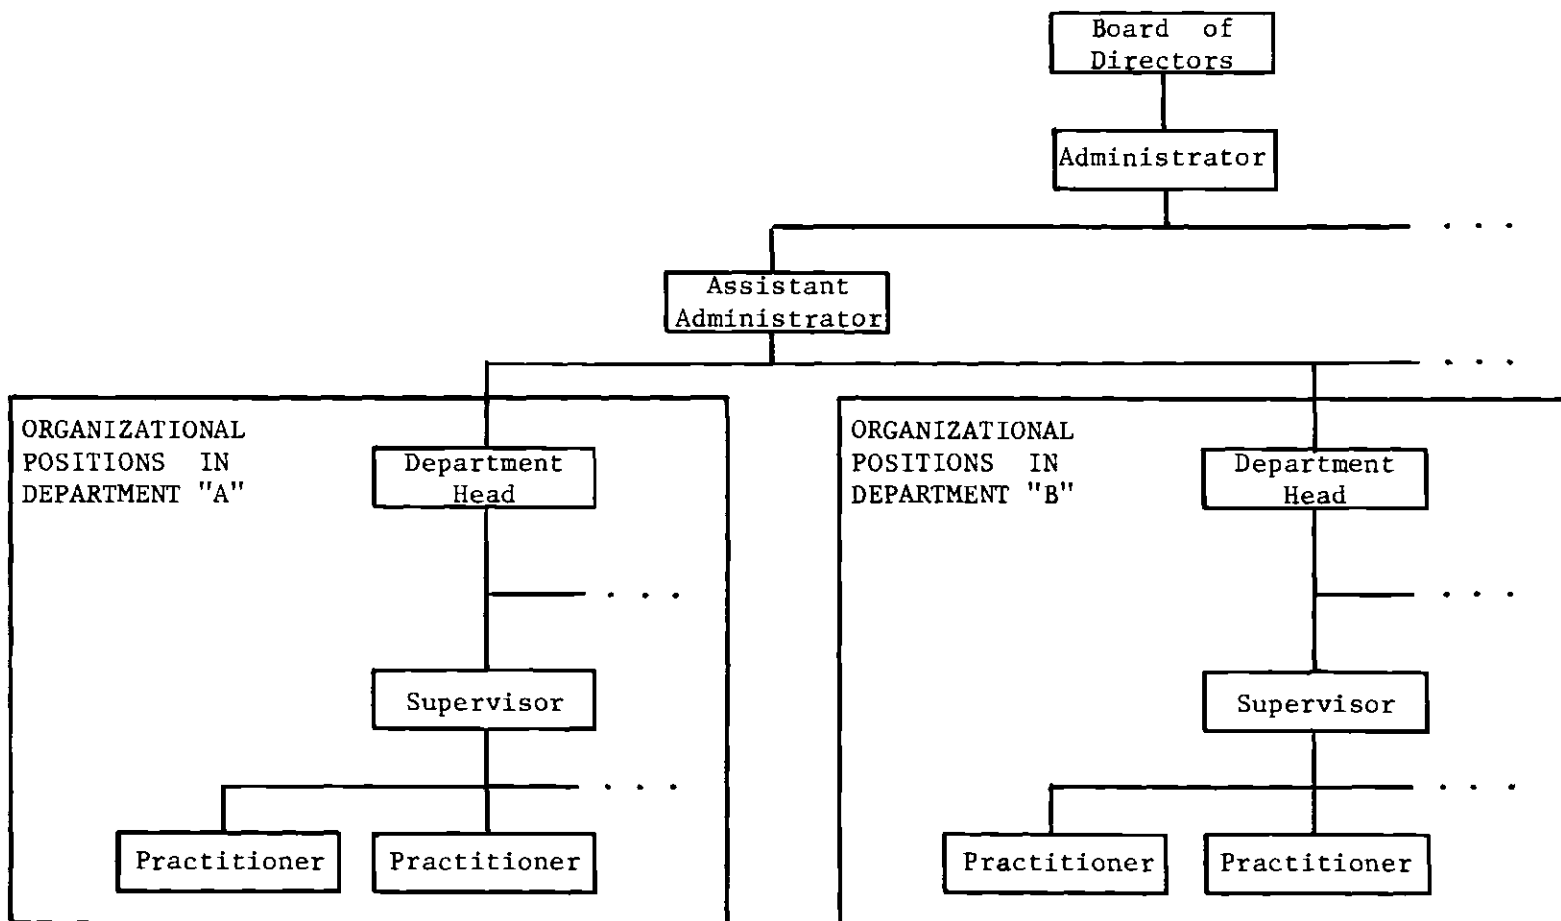 Board of
Directors
Administrator
. . .
Assistant
Administrator
. . .
ORGANIZATIONAL
POSITIONS IN
DEPARTMENT "A"
Department
Head
. . .
Supervisor
. . .
Practitioner
Practitioner
ORGANIZATIONAL
POSITIONS IN
DEPARTMENT "B"
Department
Head
. . .
Supervisor
. . .
Practitioner
Practitioner